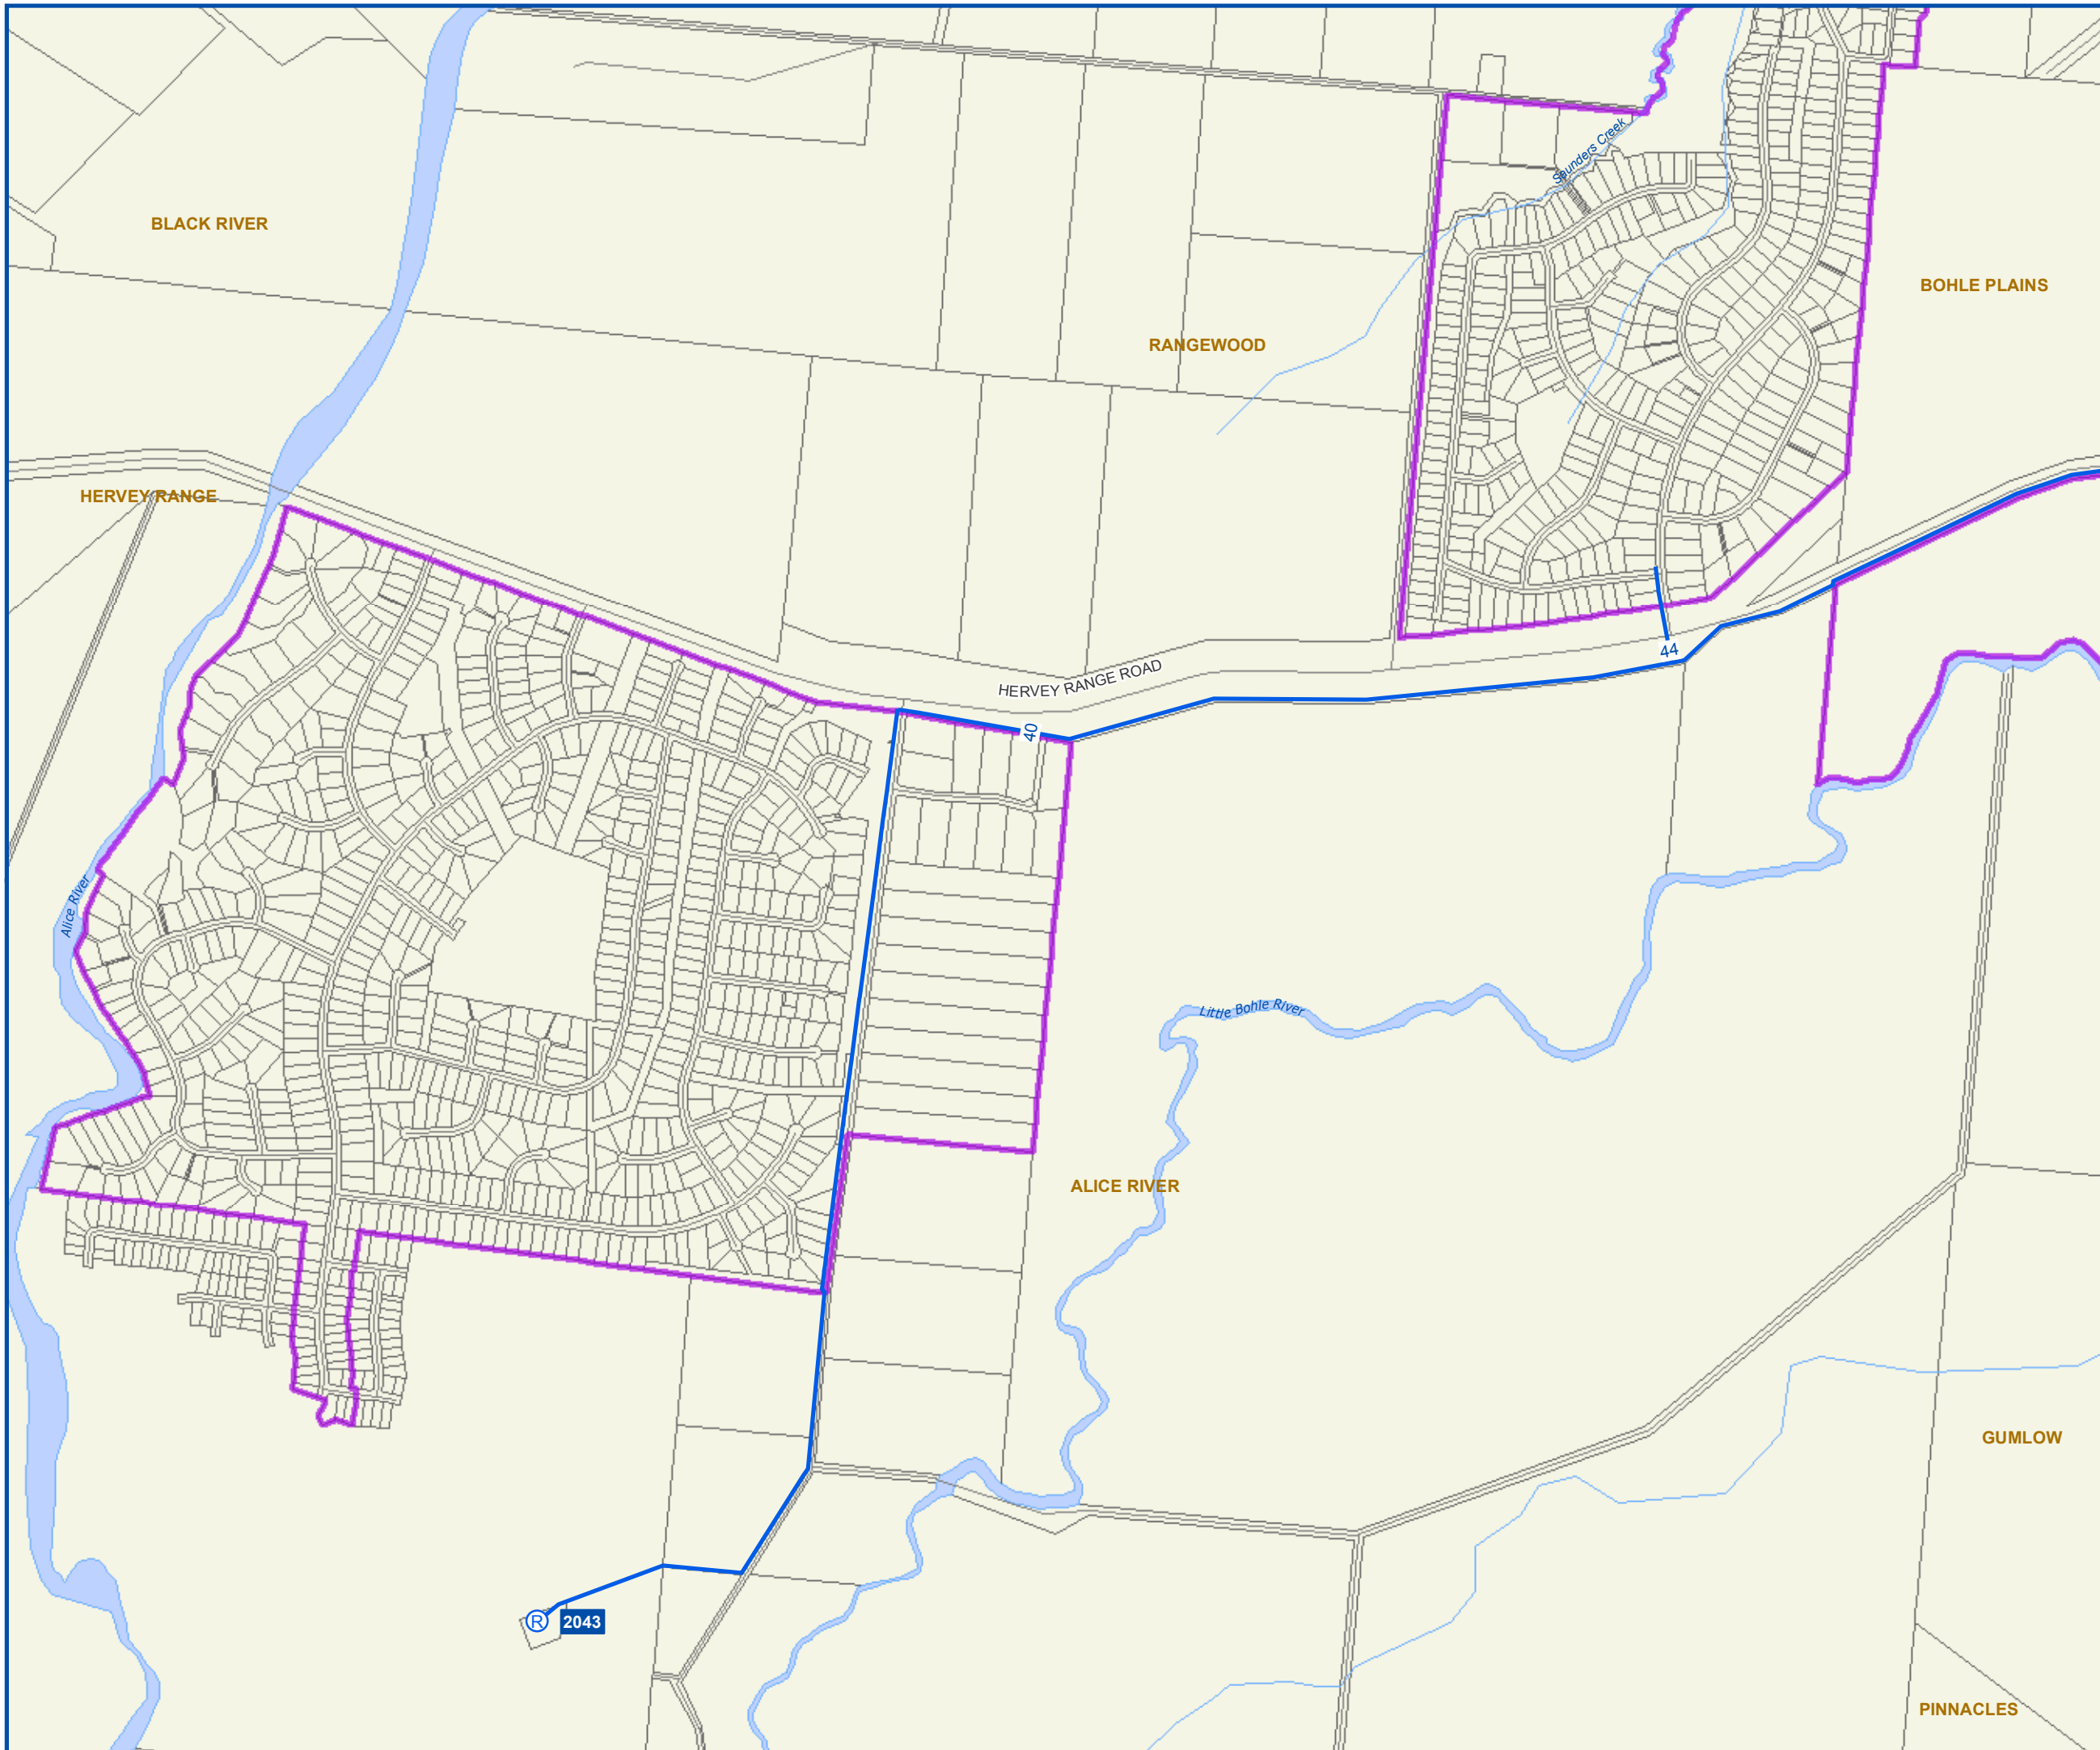 Saunders Creek
BLACK RIVER
BOHLE PLAINS
RANGEWOOD
HERVEY RANGE
44
HERVEY RANGE ROAD
40
Alice River
Little Bohle River
ALICE RIVER
GUMLOW
R
2043
PINNACLES